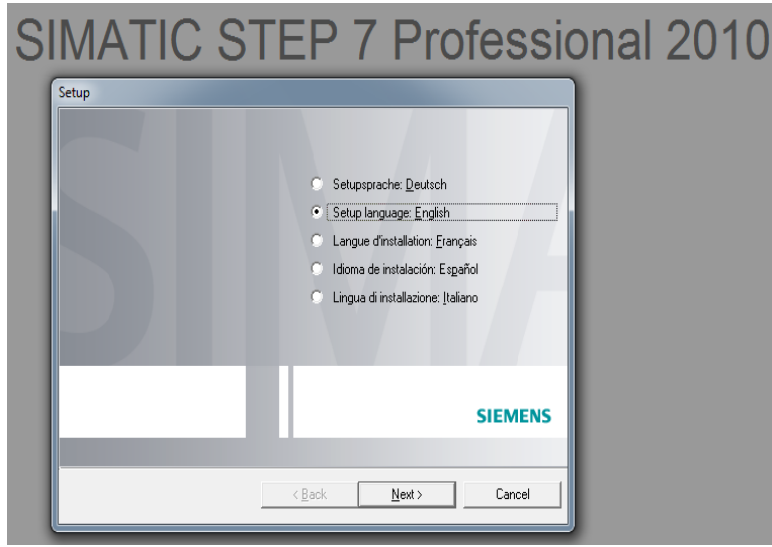 SIMATIC STEP 7 Professional 2010
Setup
Setupsprache: Deutsch
Setup language: English
Langue d'installation: Français
Idioma de instalación: Español
Lingua di installazione: Italiano
SIEMENS
< Back Next > Cancel